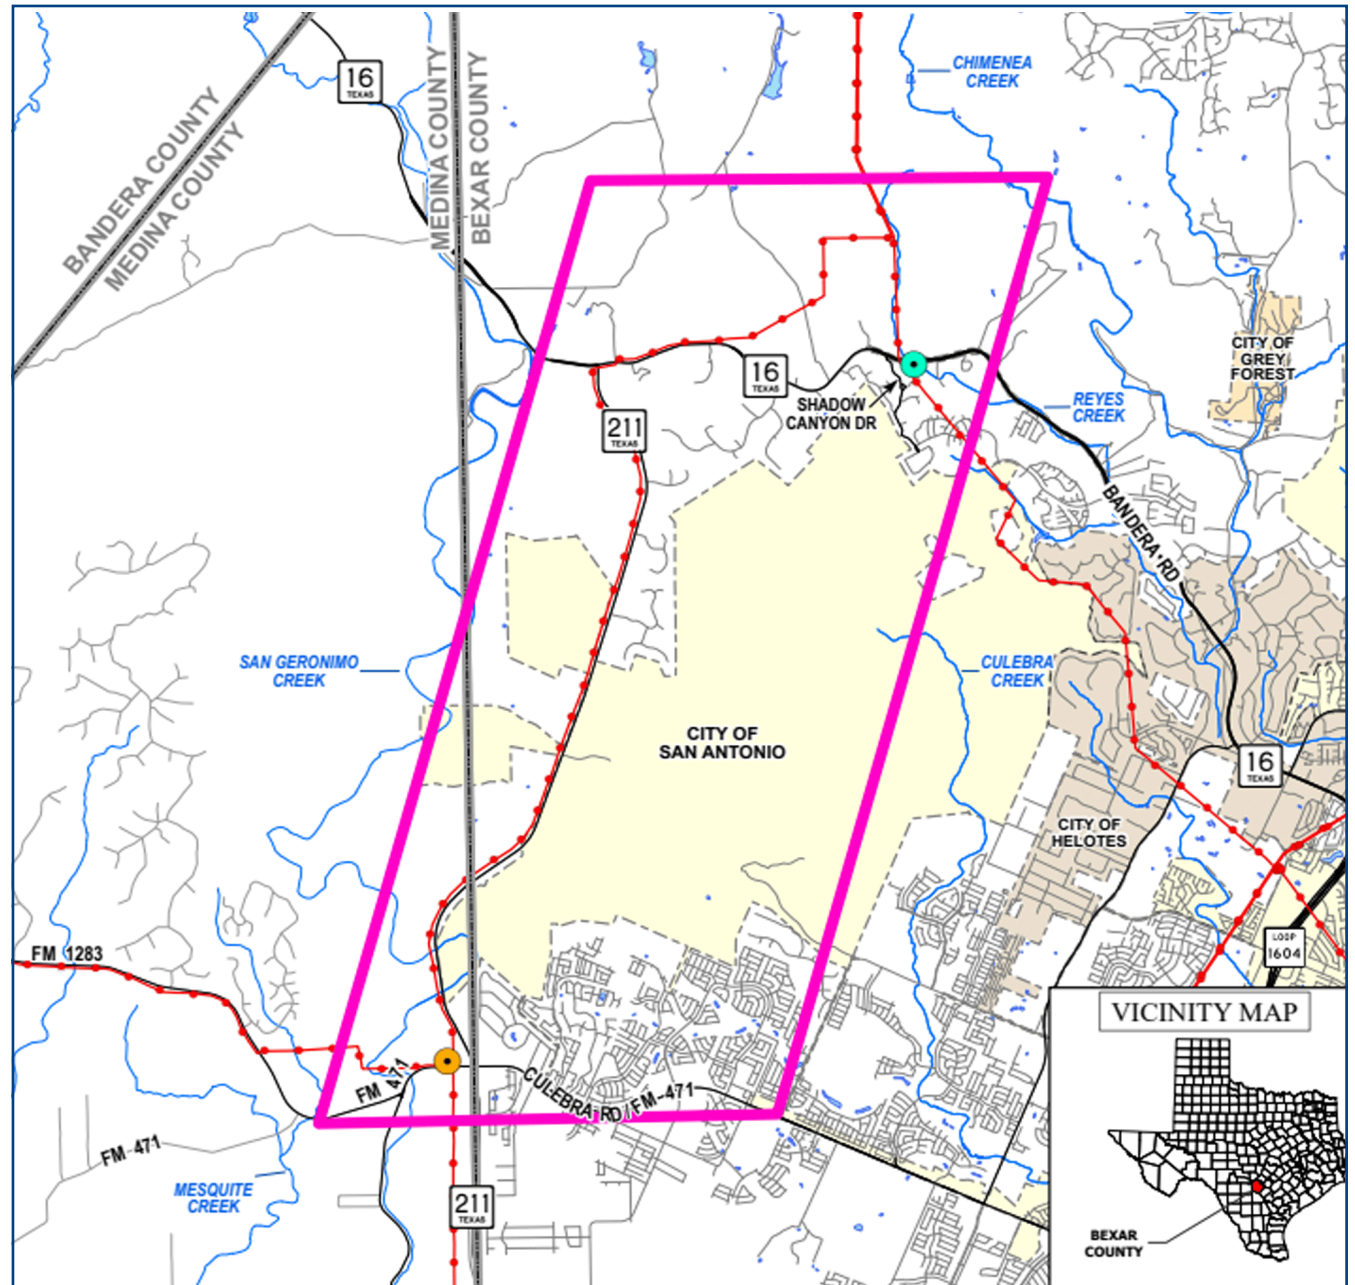 CHIMENEA
CREEK
16
TEXAS
BANDERA COUNTY
MEDINA COUNTY
MEDINA COUNTY
BEXAR COUNTY
CITY OF
GREY
FOREST
16
TEXAS
SHADOW
CANYON DR
REYES
CREEK
211
TEXAS
BANDERA RD
SAN GERONIMO
CREEK
CULEBRA
CREEK
CITY OF
SAN ANTONIO
16
TEXAS
CITY OF
HELOTES
FM 1283
LOOP
1604
VICINITY MAP
FM 471
CULEBRA RD/FM-471
FM-471
MESQUITE
CREEK
211
TEXAS
BEXAR
COUNTY